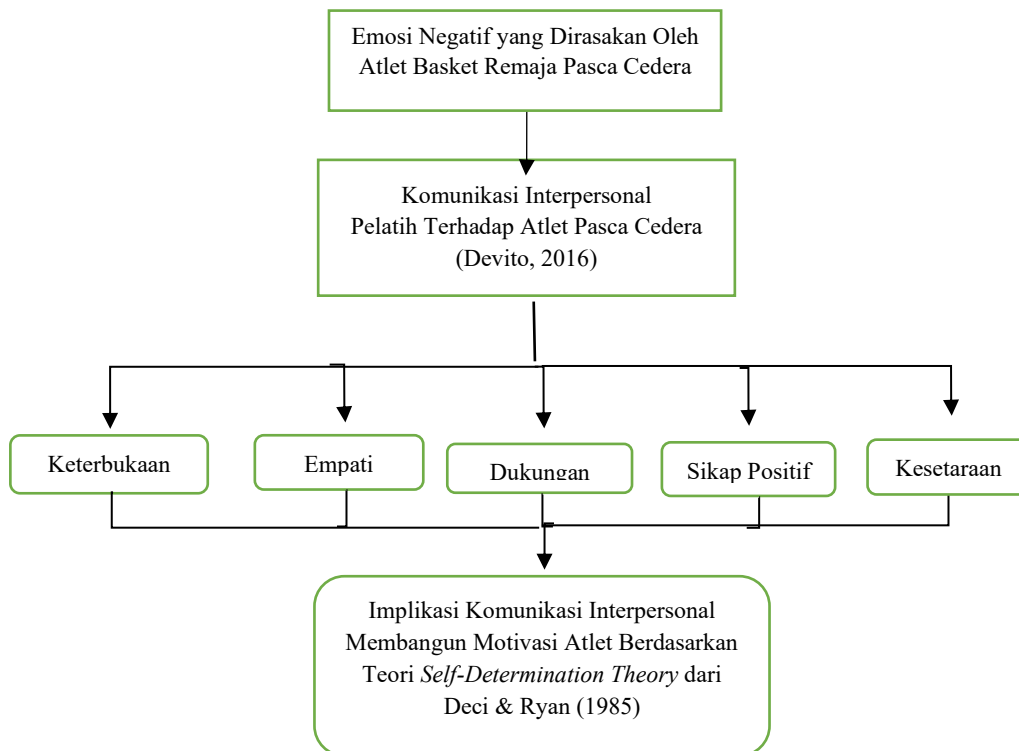 Emosi Negatif yang Dirasakan Oleh
Atlet Basket Remaja Pasca Cedera
Komunikasi Interpersonal
Pelatih Terhadap Atlet Pasca Cedera
(Devito, 2016)
Keterbukaan
Empati
Dukungan
Sikap Positif
Kesetaraan
Implikasi Komunikasi Interpersonal
Membangun Motivasi Atlet Berdasarkan
Teori Self-Determination Theory dari
Deci & Ryan (1985)